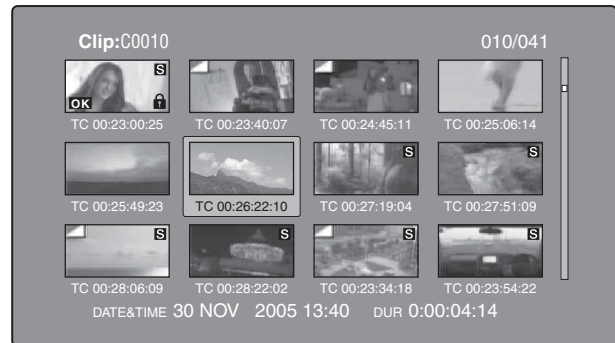 Clip:C0010 010/041
S S
OK
TC 00:23:00:25 TC 00:23:40:07 TC 00:24:45:11 TC 00:25:06:14
S S
TC 00:25:49:23 TC 00:26:22:10 TC 00:27:19:04 TC 00:27:51:09
S S S S
TC 00:28:06:09 TC 00:28:22:02 TC 00:23:34:18 TC 00:23:54:22
DATE&TIME 30 NOV 2005 13:40 DUR 0:00:04:14